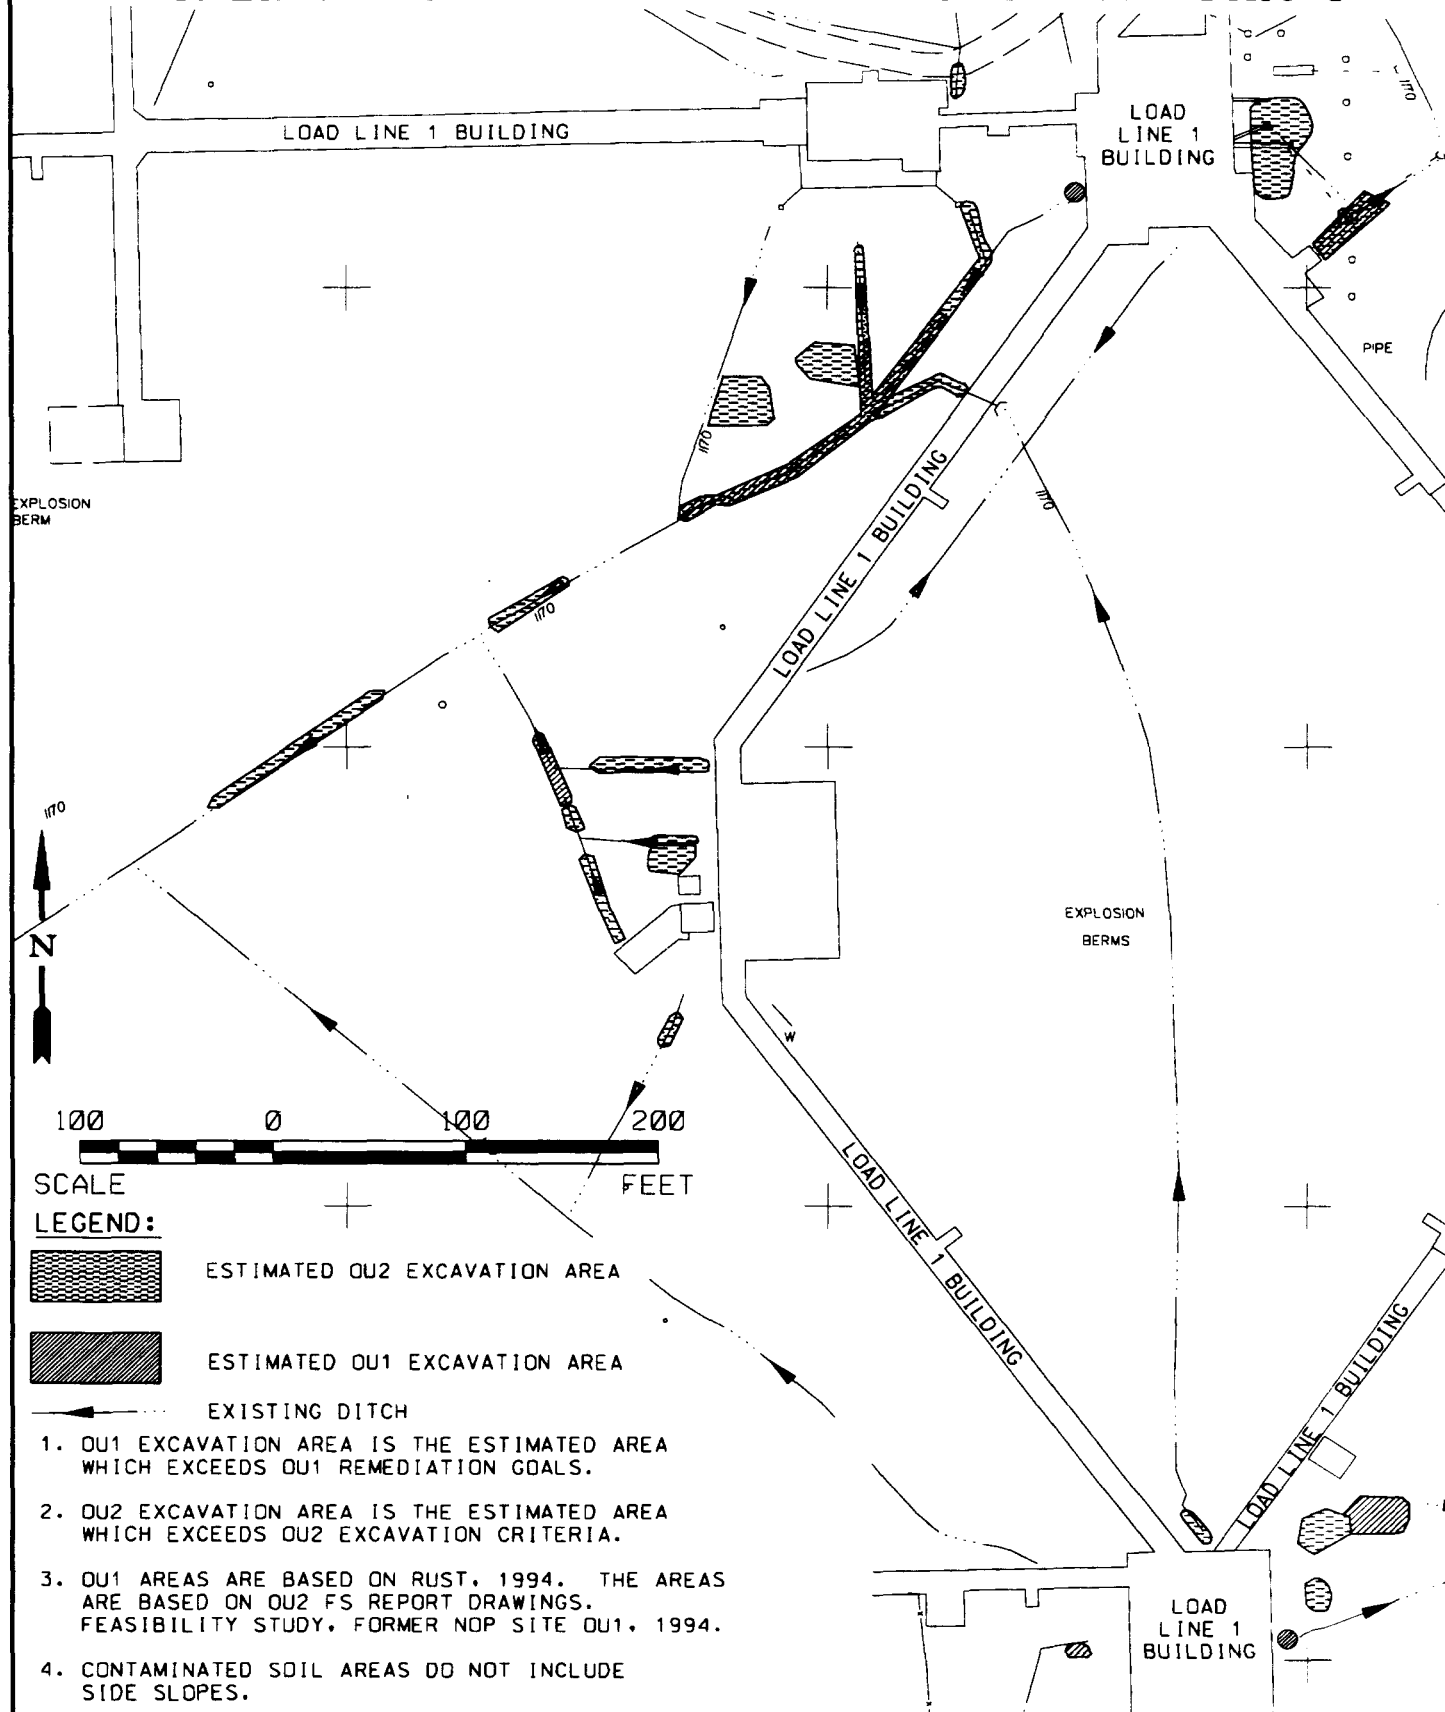 LOAD LINE 1 BUILDING
LOAD
LINE 1
BUILDING
1170
PIPE
1170
EXPLOSION
BERM
1170
1170
LOAD LINE 1 BUILDING
1170
EXPLOSION
BERMS
N
W
100 0 100 200
SCALE FEET
LOAD LINE 1 BUILDING
LOAD LINE 1 BUILDING
LEGEND:
ESTIMATED OU2 EXCAVATION AREA
ESTIMATED OU1 EXCAVATION AREA
EXISTING DITCH
1. OU1 EXCAVATION AREA IS THE ESTIMATED AREA
WHICH EXCEEDS OU1 REMEDIATION GOALS.
2. OU2 EXCAVATION AREA IS THE ESTIMATED AREA
WHICH EXCEEDS OU2 EXCAVATION CRITERIA.
3. OU1 AREAS ARE BASED ON RUST, 1994. THE AREAS
ARE BASED ON OU2 FS REPORT DRAWINGS.
FEASIBILITY STUDY, FORMER NOP SITE OU1, 1994.
4. CONTAMINATED SOIL AREAS DO NOT INCLUDE
SIDE SLOPES.
LOAD
LINE 1
BUILDING